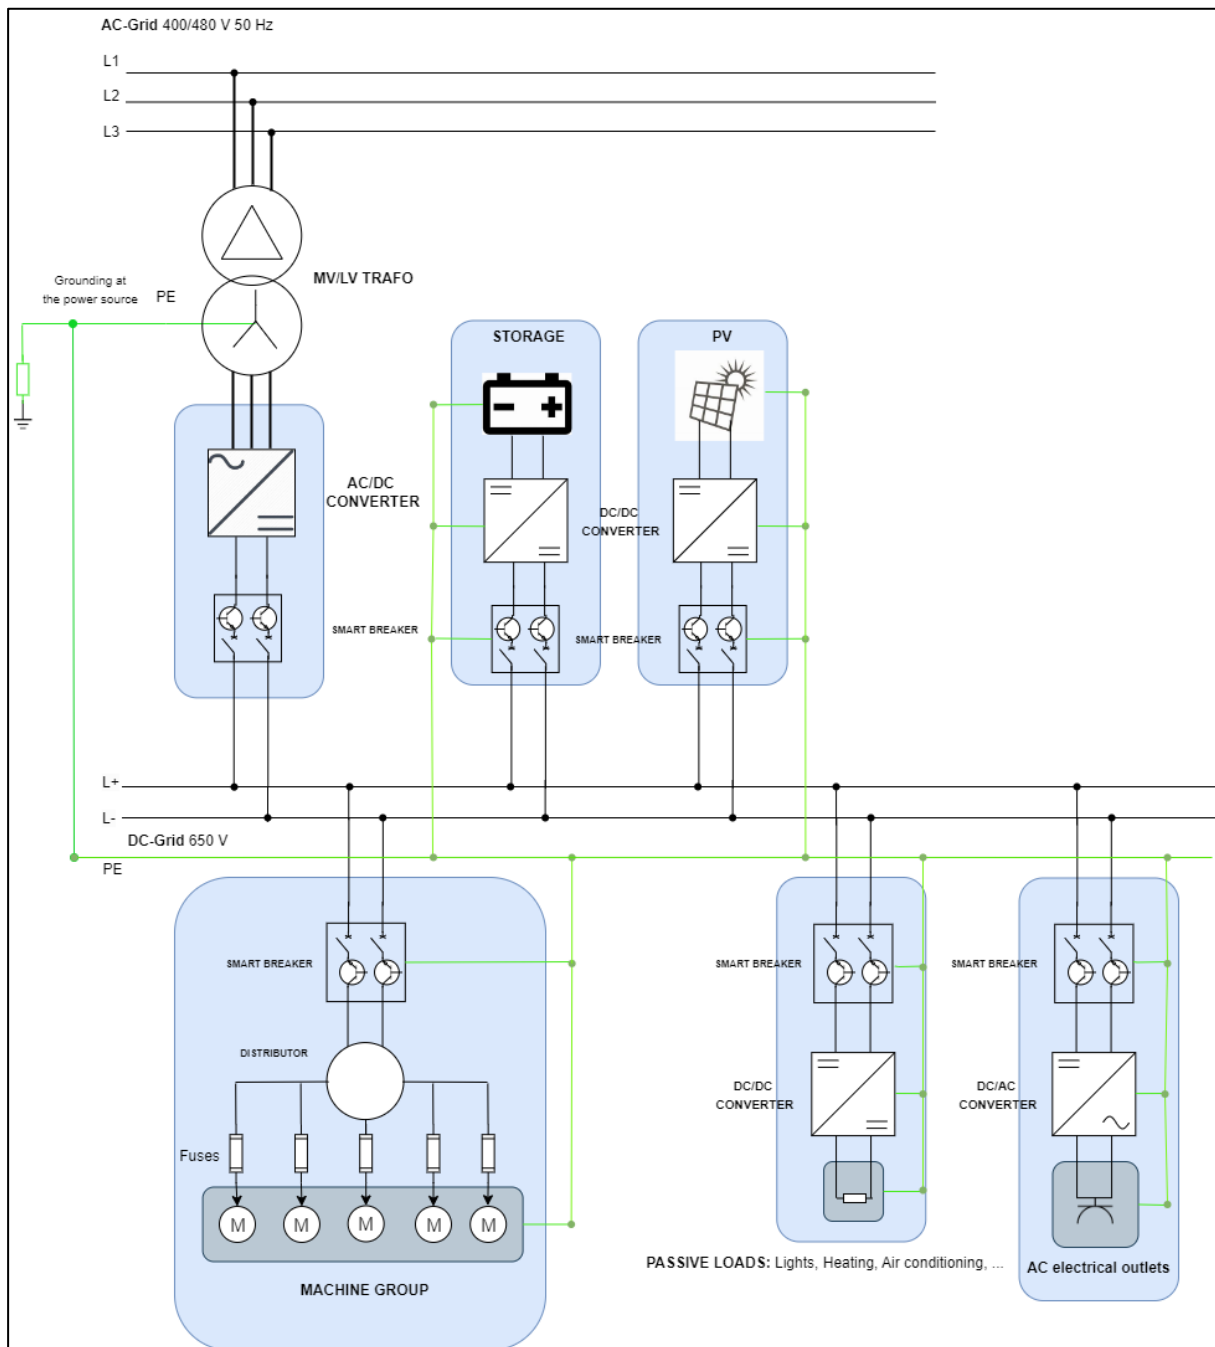 AC-Grid 400/480 V 50 Hz
L1
L2
L3
MV/LV TRAFO
Grounding at
the power source
PE
STORAGE
PV
AC/DC
CONVERTER
DC/DC
CONVERTER
SMART BREAKER
SMART BREAKER
L+
L-
DC-Grid 650 V
PE
SMART BREAKER
SMART BREAKER
SMART BREAKER
DISTRIBUTOR
DC/DC
CONVERTER
DC/AC
CONVERTER
Fuses
M
M
M
M
M
PASSIVE LOADS: Lights, Heating, Air conditioning, ...
AC electrical outlets
MACHINE GROUP